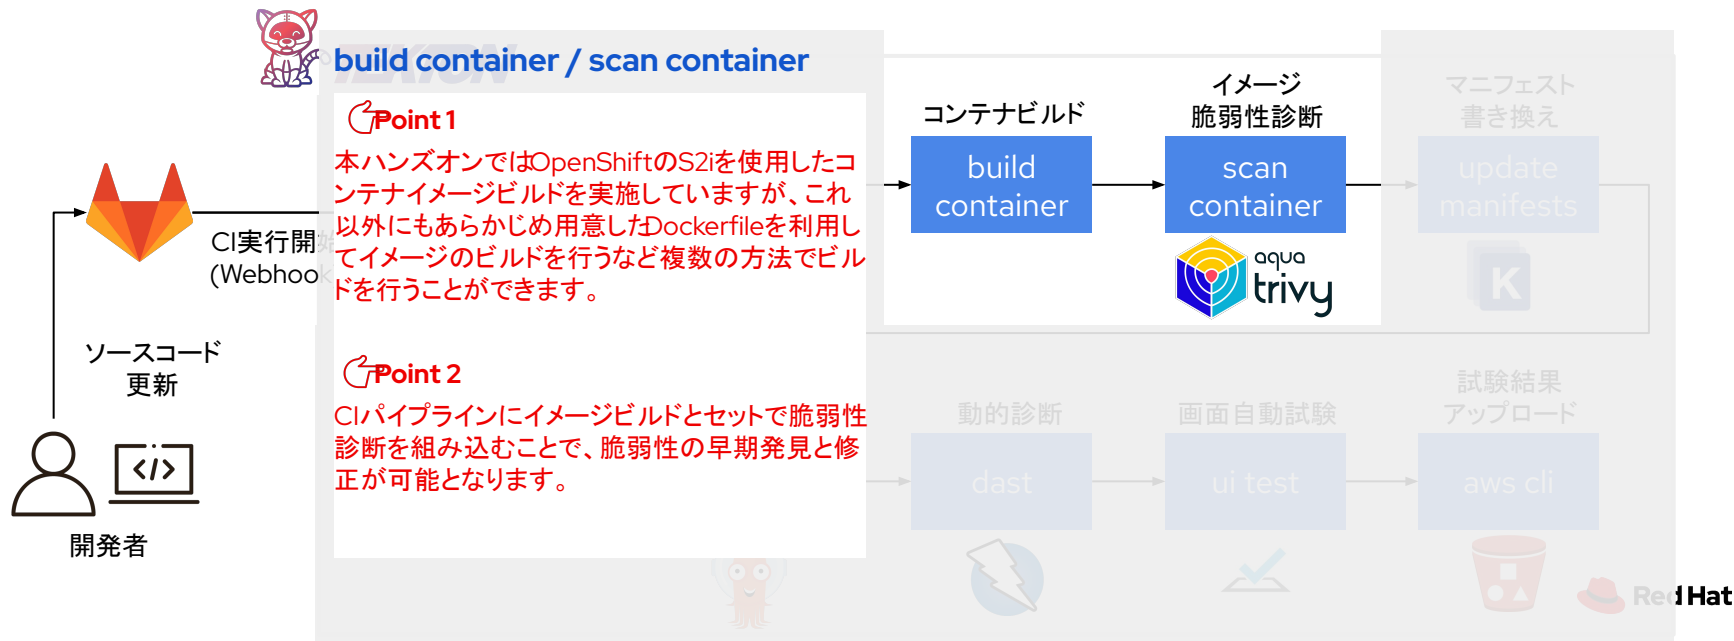 TEKTON
build container / scan container
Point 1
本ハンズオンではOpenShiftのS2iを使用したコ
ンテナイメージビルドを実施していますが、これ
以外にもあらかじめ用意したDockerfileを利用し
てイメージのビルドを行うなど複数の方法でビル
ドを行うことができます。
Point 2
CIパイプラインにイメージビルドとセットで脆弱性
診断を組み込むことで、脆弱性の早期発見と修
正が可能となります。
CI実行開始
(Webhook
ソースコード
更新
</>
開発者
コンテナビルド
build
container
イメージ
脆弱性診断
scan
container
aqua
trivy
マニフェスト
書き換え
update
manifests
K
動的診断
dast
画面自動試験
ui test
試験結果
アップロード
aws cli
Red Hat